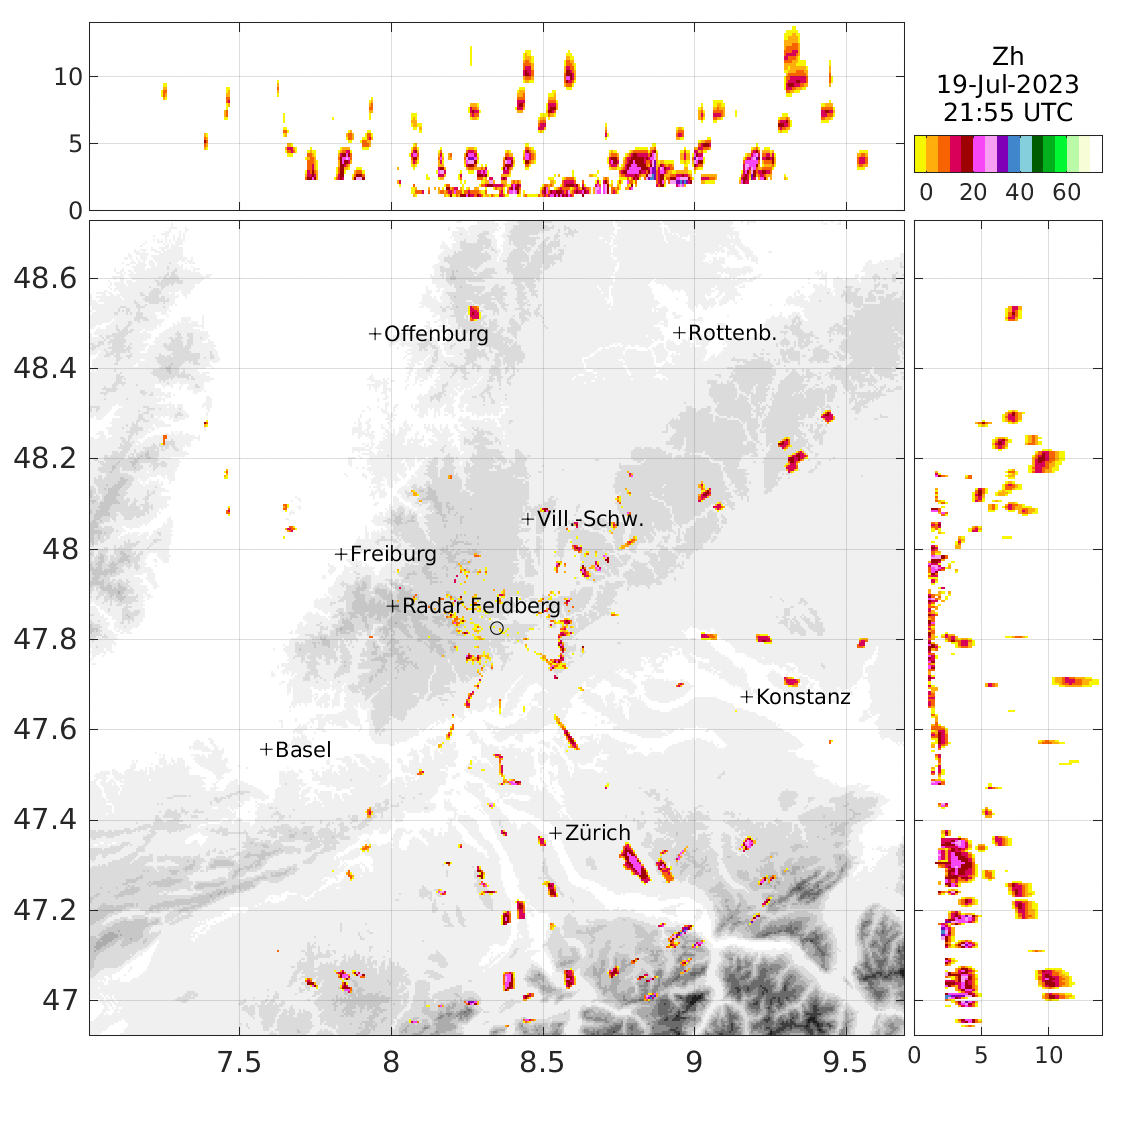 Zh
19-Jul-2023
21:55 UTC
0 20 40 60
10
5
0
48.6
48.4
48.2
48
47.8
47.6
47.4
47.2
47
+Offenburg
+Rottenb.
+Vill.-Schw.
+Freiburg
+Radar Feldberg
+Konstanz
+Basel
+Zürich
7.5 8 8.5 9 9.5
0 5 10